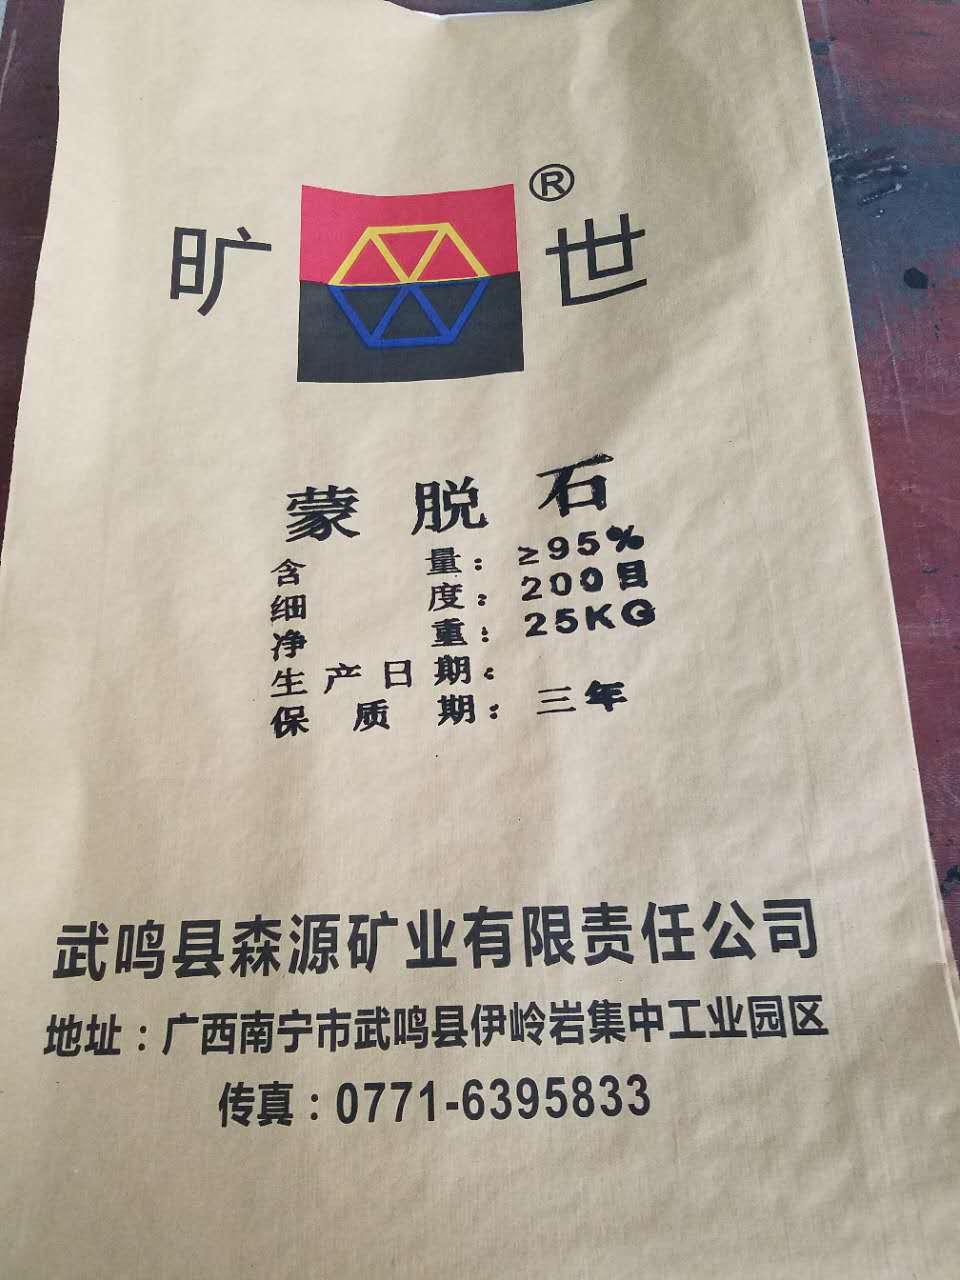 旷世®
蒙脱石
含量：≥95%
细度：200目
净重：25KG
生产日期：
保质期：三年
武鸣县森源矿业有限责任公司
地址：广西南宁市武鸣县伊岭岩集中工业园区
传真：0771-6395833